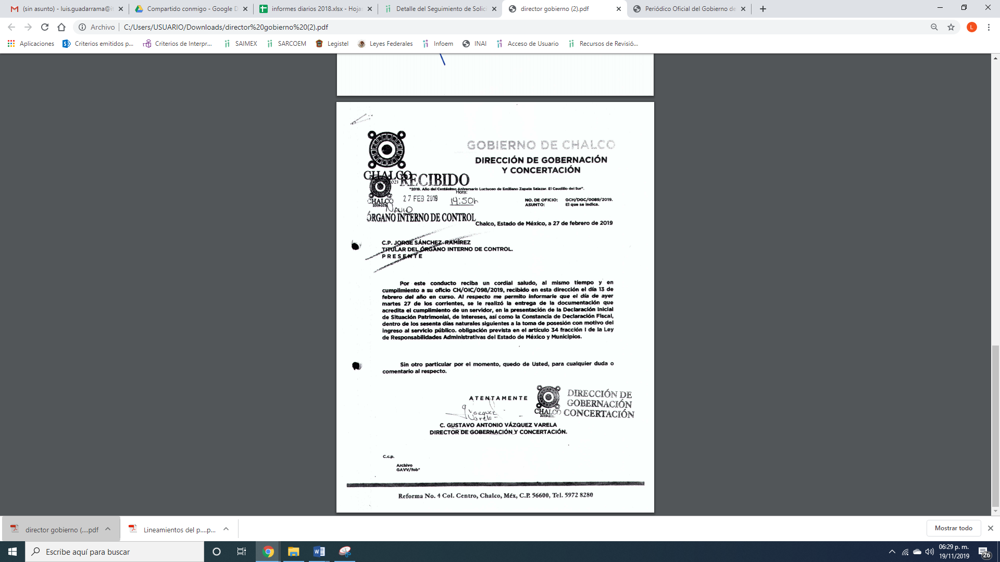 (sin asunto) - luis.guadarrama@it
Compartido conmigo - Google D
informes diarios 2018.xlsx - Hojas
Detalle del Seguimiento de Solici
director gobierno (2).pdf
Periódico Oficial del Gobierno de
Archivo
C:/Users/USUARIO/Downloads/director%20gobierno%20(2).pdf
L
Aplicaciones
Criterios emitidos p...
Criterios de Interpr...
SAIMEX
SARCOEM
Legistel
Leyes Federales
Infoem
INAI
Acceso de Usuario
Recursos de Revisió...
GOBIERNO DE CHALCO
DIRECCIÓN DE GOBERNACIÓN
Y CONCERTACIÓN
CHALCO
RECIBIDO
"2019. Año del Centésimo Aniversario Luctuoso de Emiliano Zapata Salazar. El Caudillo del Sur".
Hora:
27 FEB 2019
14:50h
CHALCO
2019-2021
NO. DE OFICIO: GCH/DGC/0089/2019.
ASUNTO: El que se indica.
ÓRGANO INTERNO DE CONTROL
Chalco, Estado de México, a 27 de febrero de 2019
C.P. JORGE SÁNCHEZ RAMÍREZ
TITULAR DEL ÓRGANO INTERNO DE CONTROL.
P R E S E N T E
Por este conducto reciba un cordial saludo, al mismo tiempo y en
cumplimiento a su oficio CH/OIC/098/2019, recibido en esta dirección el día 13 de
febrero del año en curso. Al respecto me permito informarle que el día de ayer
martes 27 de los corrientes, se le realizó la entrega de la documentación que
acredita el cumplimiento de un servidor, en la presentación de la Declaración Inicial
de Situación Patrimonial, de Intereses, así como la Constancia de Declaración Fiscal,
dentro de los sesenta días naturales siguientes a la toma de posesión con motivo del
ingreso al servicio público. obligación prevista en el artículo 34 fracción I de la Ley
de Responsabilidades Administrativas del Estado de México y Municipios.
Sin otro particular por el momento, quedo de Usted, para cualquier duda o
comentario al respecto.
A T E N T A M E N T E
Vázquez
Varela
CHALCO
DIRECCIÓN DE
GOBERNACIÓN
CONCERTACIÓN
C. GUSTAVO ANTONIO VÁZQUEZ VARELA
DIRECTOR DE GOBERNACIÓN Y CONCERTACIÓN.
C.c.p.
Archivo
GAVV/fob*
Reforma No. 4 Col. Centro, Chalco, Méx, C.P. 56600, Tel. 5972 8280
director gobierno (....pdf
Lineamientos del p....p...
Mostrar todo
Escribe aquí para buscar
06:29 p. m.
19/11/2019
26